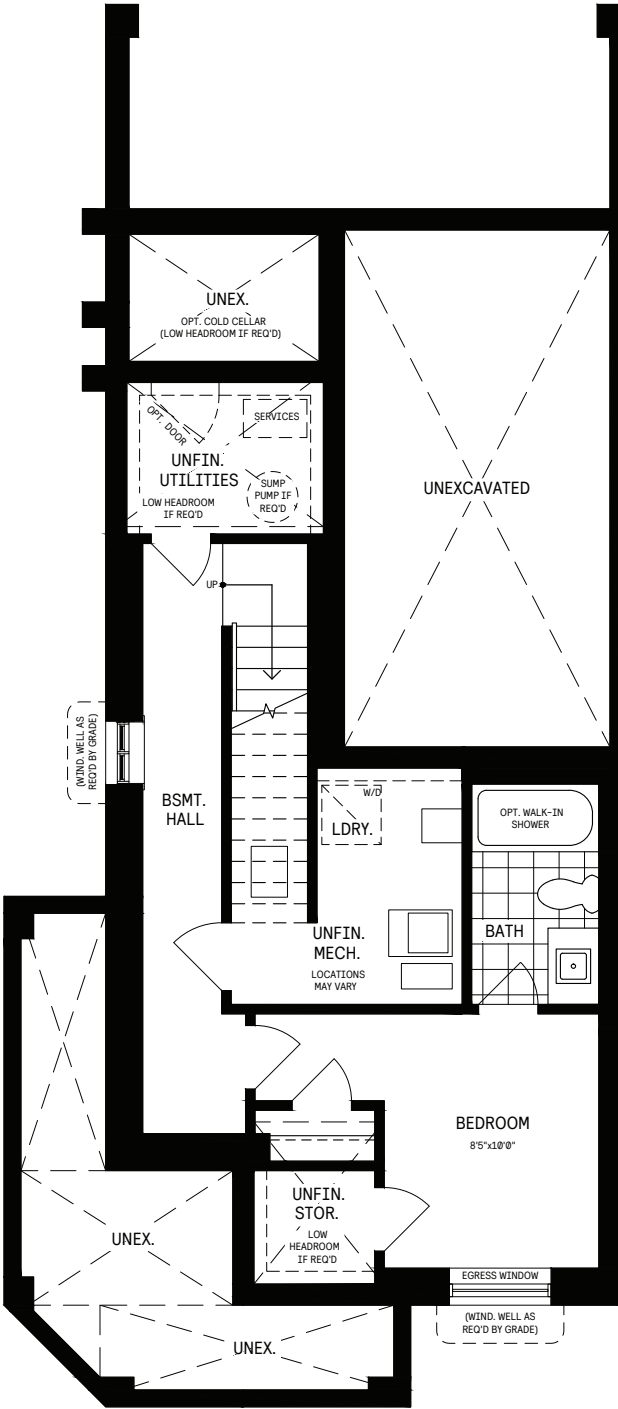 UNEX.
OPT. COLD CELLAR
(LOW HEADROOM IF REQ'D)
OPT. DOOR
SERVICES
UNFIN.
UTILITIES
LOW HEADROOM
IF REQ'D
SUMP
PUMP IF
REQ'D
UNEXCAVATED
UP
(WIND. WELL AS
REQ'D BY GRADE)
BSMT.
HALL
W/D
LDRY.
OPT. WALK-IN
SHOWER
UNFIN.
MECH.
LOCATIONS
MAY VARY
BATH
BEDROOM
8'5"x10'0"
UNFIN.
STOR.
LOW
HEADROOM
IF REQ'D
UNEX.
EGRESS WINDOW
(WIND. WELL AS
REQ'D BY GRADE)
UNEX.